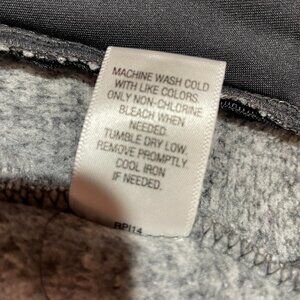 MACHINE WASH COLD
WITH LIKE COLORS.
ONLY NON-CHLORINE
BLEACH WHEN
NEEDED.
TUMBLE DRY LOW.
REMOVE PROMPTLY.
COOL IRON
IF NEEDED.
RPI14